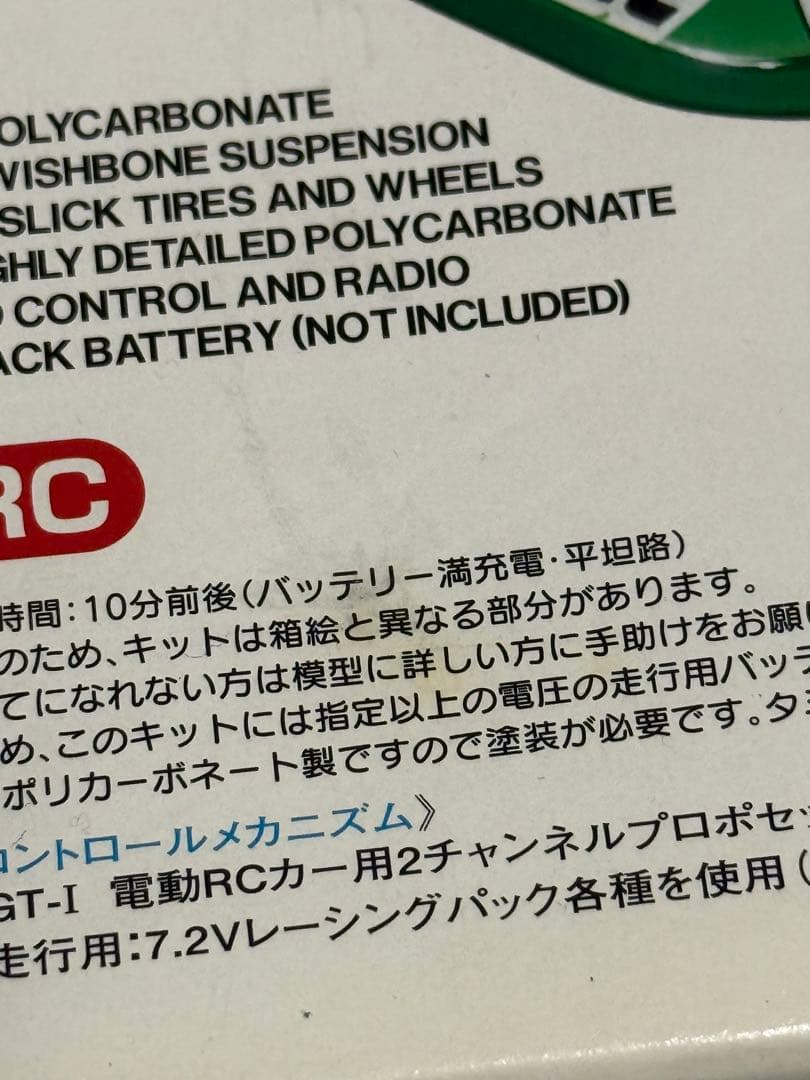 OLYCARBONATE
WISHBONE SUSPENSION
SLICK TIRES AND WHEELS
GHLY DETAILED POLYCARBONATE
CONTROL AND RADIO
ACK BATTERY (NOT INCLUDED)
RC
時間:10分前後(バッテリー満充電·平坦路)
のため、キットは箱絵と異なる部分があります。
てになれない方は模型に詳しい方に手助けをお願い
め、このキットには指定以上の電圧の走行用バッテ
ポリカーボネート製ですので塗装が必要です。タミ
コントロールメカニズム》
GT-I 電動RCカー用2チャンネルプロポセッ
走行用:7.2Vレーシングパック各種を使用(